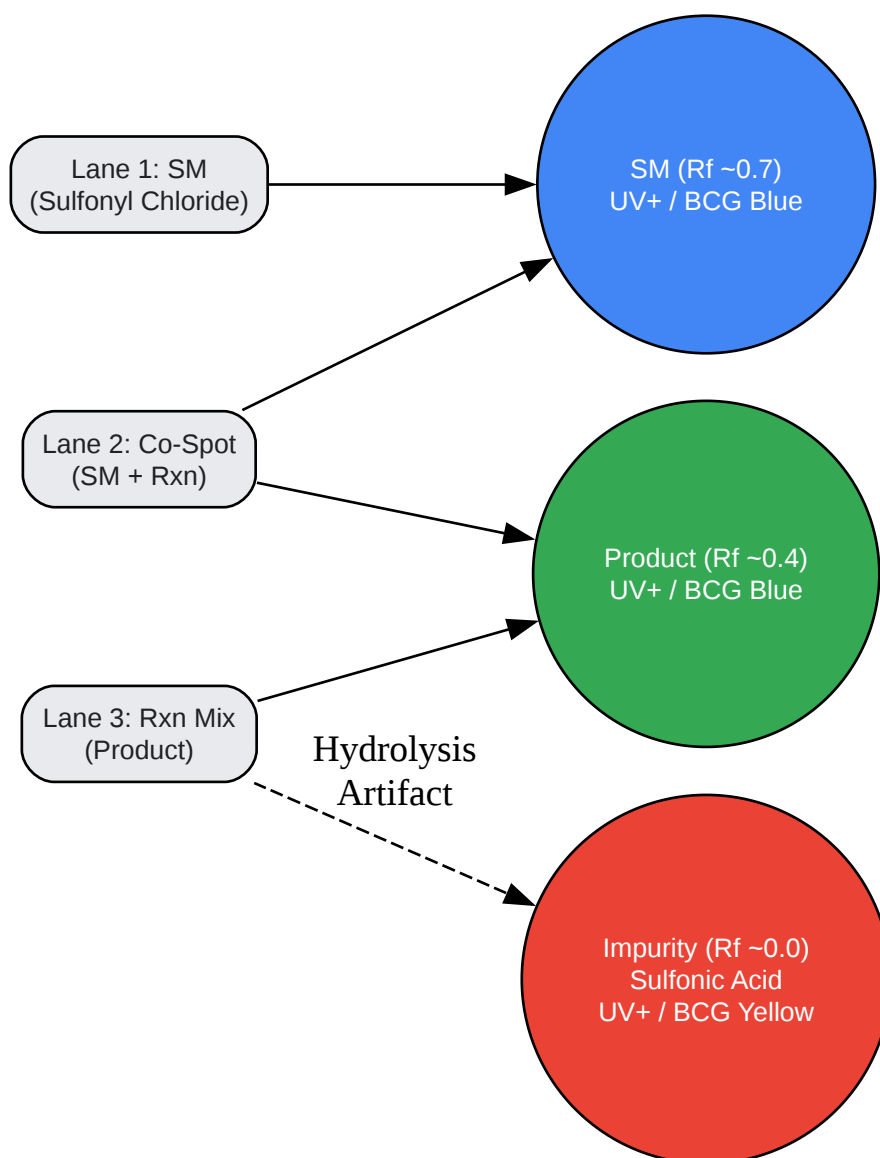 Lane 1: SM
(Sulfonyl Chloride)
SM (Rf ~0.7)
UV+ / BCG Blue
Lane 2: Co-Spot
(SM + Rxn)
Product (Rf ~0.4)
UV+ / BCG Blue
Lane 3: Rxn Mix
(Product)
Hydrolysis
Artifact
Impurity (Rf ~0.0)
Sulfonic Acid
UV+ / BCG Yellow